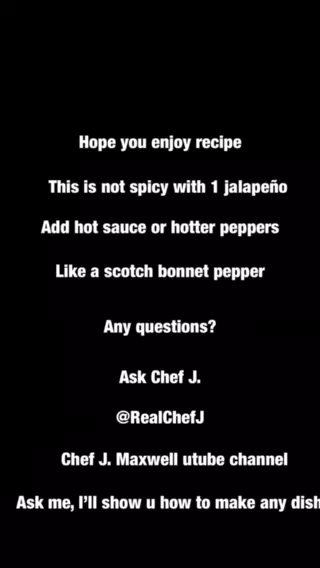 Hope you enjoy recipe
This is not spicy with 1 jalapeño
Add hot sauce or hotter peppers
Like a scotch bonnet pepper
Any questions?
Ask Chef J.
@RealChefJ
Chef J. Maxwell utube channel
Ask me, I'll show u how to make any dish